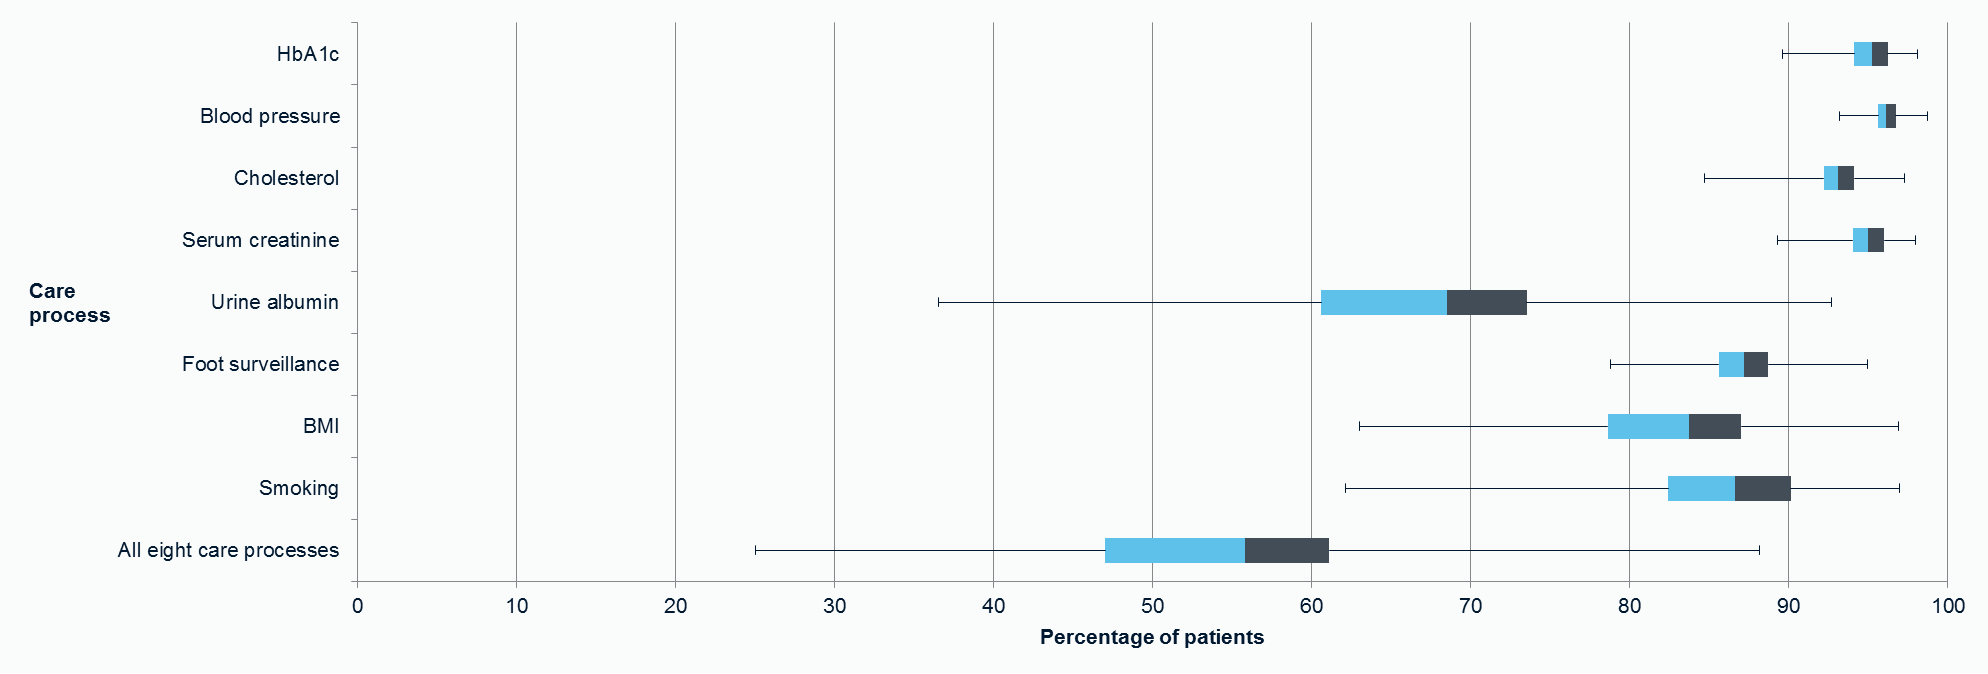 HbA1c
Blood pressure
Cholesterol
Serum creatinine
Care
process
Urine albumin
Foot surveillance
BMI
Smoking
All eight care processes
0 10 20 30 40 50 60 70 80 90 100
Percentage of patients